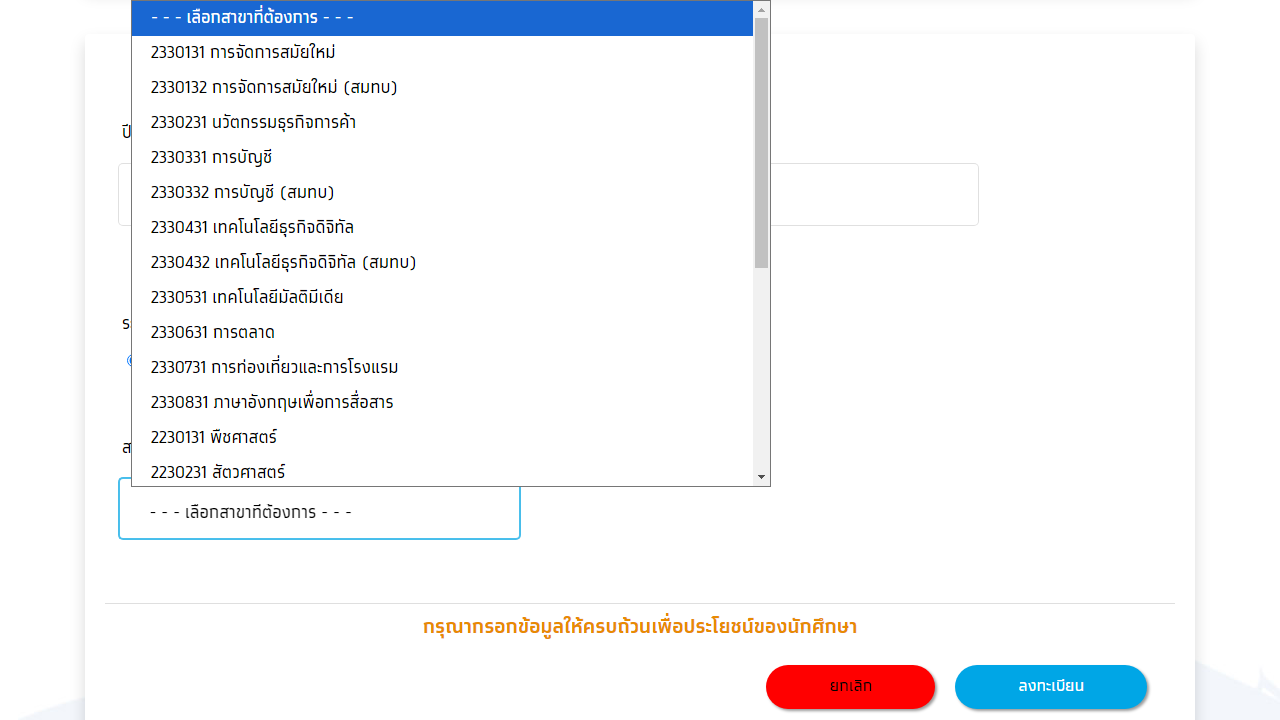 - - - เลือกสาขาที่ต้องการ - - -
2330131 การจัดการสมัยใหม่
2330132 การจัดการสมัยใหม่ (สมทบ)
2330231 นวัตกรรมธุรกิจการค้า
2330331 การบัญชี
2330332 การบัญชี (สมทบ)
2330431 เทคโนโลยีธุรกิจดิจิทัล
2330432 เทคโนโลยีธุรกิจดิจิทัล (สมทบ)
2330531 เทคโนโลยีมัลติมีเดีย
2330631 การตลาด
2330731 การท่องเที่ยวและการโรงแรม
2330831 ภาษาอังกฤษเพื่อการสื่อสาร
2230131 พืชศาสตร์
2230231 สัตวศาสตร์
- - - เลือกสาขาที่ต้องการ - - -
กรุณากรอกข้อมูลให้ครบถ้วนเพื่อประโยชน์ของนักศึกษา
ยกเลิก
ลงทะเบียน